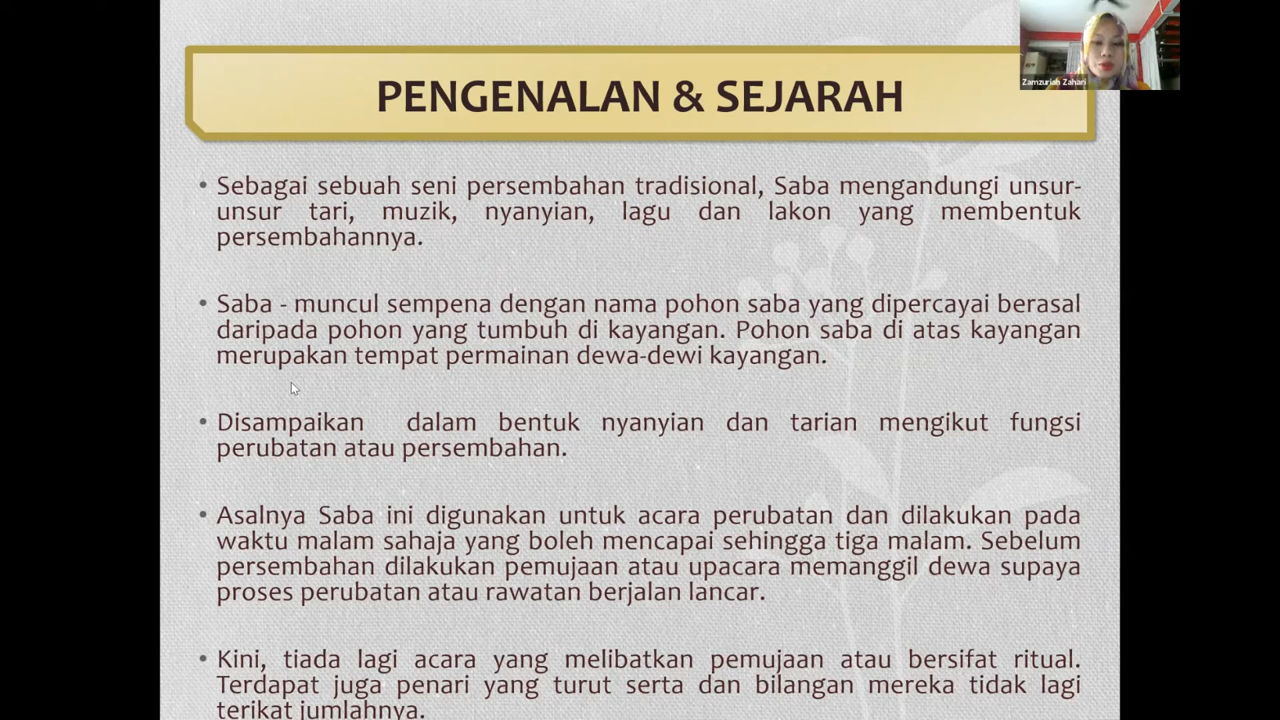 PENGENALAN & SEJARAH
Zamzuriah Zahari
• Sebagai sebuah seni persembahan tradisional, Saba mengandungi unsur-
unsur tari, muzik, nyanyian, lagu dan lakon yang membentuk
persembahannya.
• Saba - muncul sempena dengan nama pohon saba yang dipercayai berasal
daripada pohon yang tumbuh di kayangan. Pohon saba di atas kayangan
merupakan tempat permainan dewa-dewi kayangan.
• Disampaikan dalam bentuk nyanyian dan tarian mengikut fungsi
perubatan atau persembahan.
• Asalnya Saba ini digunakan untuk acara perubatan dan dilakukan pada
waktu malam sahaja yang boleh mencapai sehingga tiga malam. Sebelum
persembahan dilakukan pemujaan atau upacara memanggil dewa supaya
proses perubatan atau rawatan berjalan lancar.
• Kini, tiada lagi acara yang melibatkan pemujaan atau bersifat ritual.
Terdapat juga penari yang turut serta dan bilangan mereka tidak lagi
terikat jumlahnya.